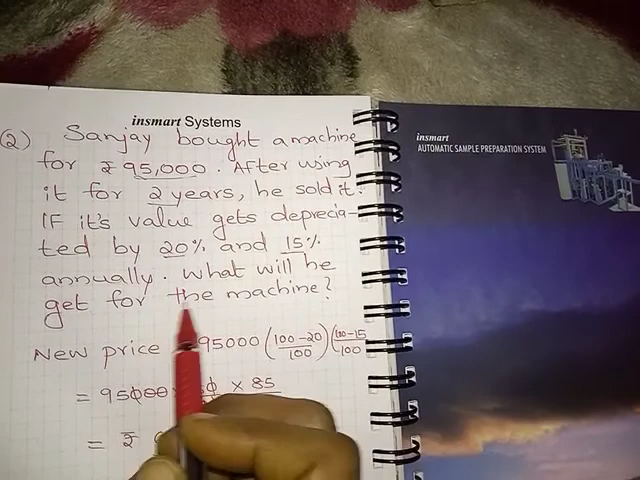 insmart Systems
(2) Sanjay bought a machine
for ₹ 95,000. After using
it for 2 years, he sold it.
IF it's value gets deprecia-
ted by 20% and 15%
annually. What will he
get for the machine?
New price 95000 (100-20/100)(100-15/100
= 95000 × 85
= ₹
insmart
AUTOMATIC SAMPLE PREPARATION SYSTEM